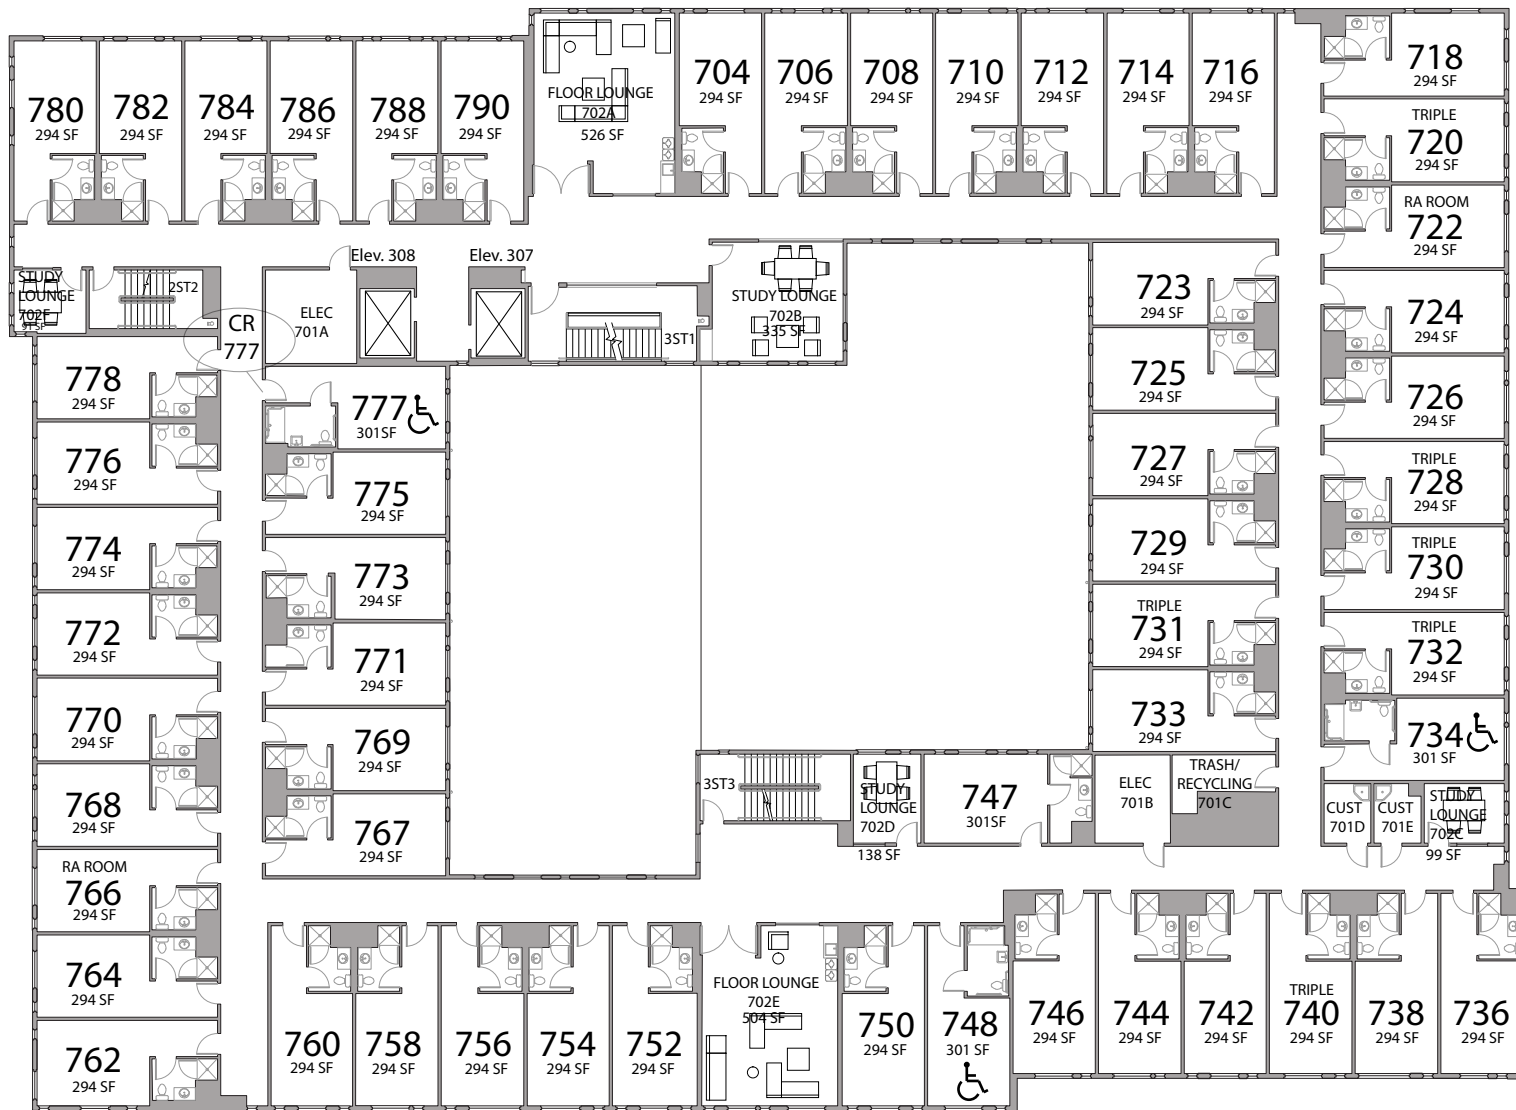 780
294 SF
782
294 SF
784
294 SF
786
294 SF
788
294 SF
790
294 SF
FLOOR LOUNGE
702A
526 SF
704
294 SF
706
294 SF
708
294 SF
710
294 SF
712
294 SF
714
294 SF
716
294 SF
718
294 SF
TRIPLE
720
294 SF
RA ROOM
722
294 SF
724
294 SF
726
294 SF
TRIPLE
728
294 SF
TRIPLE
730
294 SF
TRIPLE
732
294 SF
734
301 SF
STUDY
LOUNGE
702F
91 SF
2ST2
CR
777
ELEC
701A
Elev. 308
Elev. 307
3ST1
STUDY LOUNGE
702B
335 SF
723
294 SF
725
294 SF
727
294 SF
729
294 SF
TRIPLE
731
294 SF
733
294 SF
778
294 SF
776
294 SF
774
294 SF
772
294 SF
770
294 SF
768
294 SF
RA ROOM
766
294 SF
764
294 SF
762
294 SF
777
301SF
775
294 SF
773
294 SF
771
294 SF
769
294 SF
767
294 SF
3ST3
STUDY
LOUNGE
702D
138 SF
747
301SF
ELEC
701B
TRASH/
RECYCLING
701C
CUST
701D
CUST
701E
STUDY
LOUNGE
702C
99 SF
760
294 SF
758
294 SF
756
294 SF
754
294 SF
752
294 SF
FLOOR LOUNGE
702E
504 SF
750
294 SF
748
301 SF
746
294 SF
744
294 SF
742
294 SF
TRIPLE
740
294 SF
738
294 SF
736
294 SF